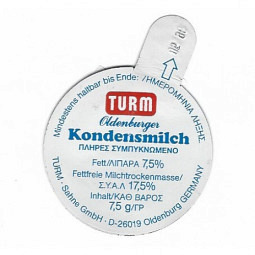 Mindestens haltbar bis Ende:/ΗΜΕΡΟΜΗΝΙΑ ΛΗΞΗΣ
TURM
Oldenburger
Kondensmilch
ΠΛΗΡΕΣ ΣΥΜΠΥΚΝΩΜΕΝΟ
Fett/ΛΙΠΑΡΑ 7,5%
Fettfreie Milchtrockenmasse/
Σ.Υ.Α.Λ 17,5%
Inhalt/ΚΑΘ ΒΑΡΟΣ
7,5 g/ΓΡ
TURM - Sahne GmbH · D-26019 Oldenburg GERMANY